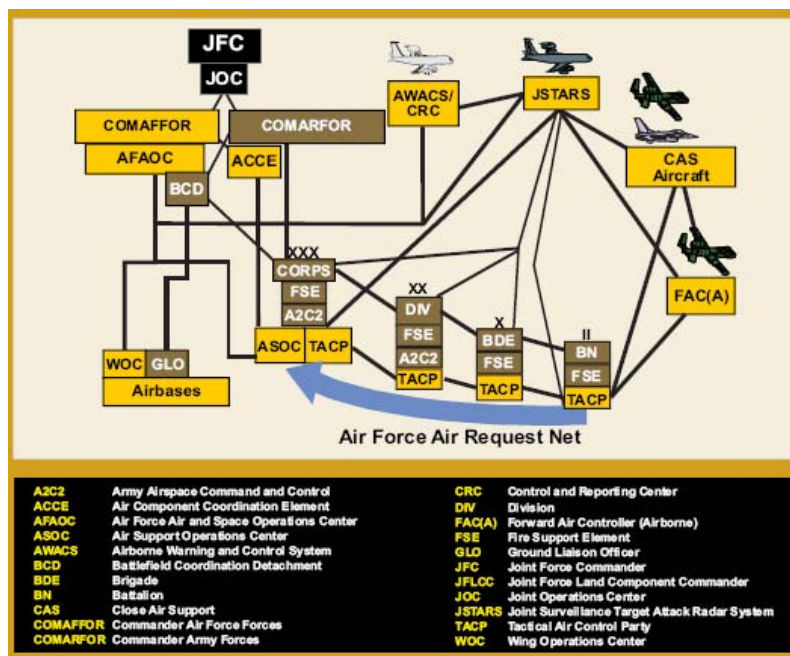 JFC
JOC
AWACS/
CRC
JSTARS
COMAFFOR
COMARFOR
AFAOC
ACCE
CAS
Aircraft
BCD
XXX
CORPS
FSE
A2C2
ASOC TACP
XX
DIV
FSE
A2C2
TACP
X
BDE
FSE
TACP
II
BN
FSE
TACP
FAC(A)
WOC GLO
Airbases
Air Force Air Request Net
A2C2 Army Airspace Command and Control
ACCE Air Component Coordination Element
AFAOC Air Force Air and Space Operations Center
ASOC Air Support Operations Center
AWACS Airborne Warning and Control System
BCD Battlefield Coordination Detachment
BDE Brigade
BN Battalion
CAS Close Air Support
COMAFFOR Commander Air Force Forces
COMARFOR Commander Army Forces
CRC Control and Reporting Center
DIV Division
FAC(A) Forward Air Controller (Airborne)
FSE Fire Support Element
GLO Ground Liaison Officer
JFC Joint Force Commander
JFLCC Joint Force Land Component Commander
JOC Joint Operations Center
JSTARS Joint Surveillance Target Attack Radar System
TACP Tactical Air Control Party
WOC Wing Operations Center